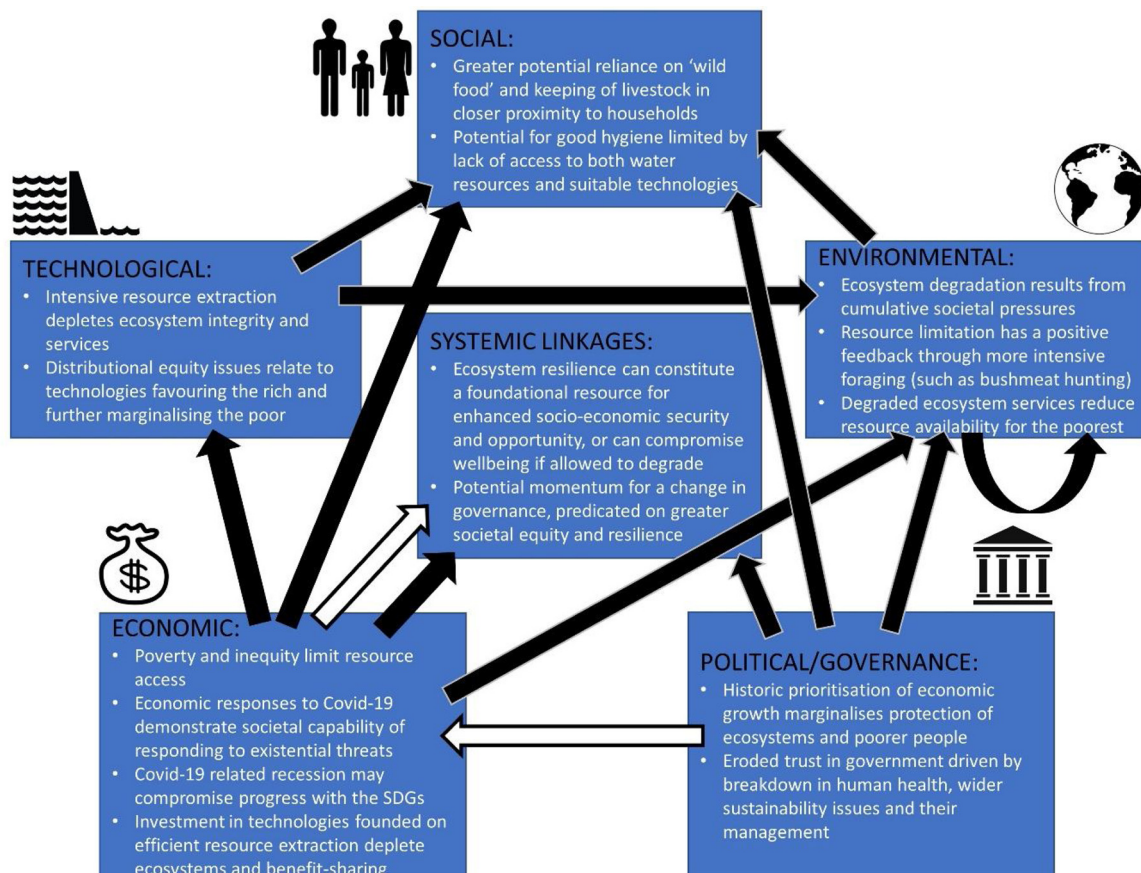 SOCIAL:
• Greater potential reliance on ‘wild
food’ and keeping of livestock in
closer proximity to households
• Potential for good hygiene limited by
lack of access to both water
resources and suitable technologies
TECHNOLOGICAL:
• Intensive resource extraction
depletes ecosystem integrity and
services
• Distributional equity issues relate to
technologies favouring the rich and
further marginalising the poor
ENVIRONMENTAL:
• Ecosystem degradation results from
cumulative societal pressures
• Resource limitation has a positive
feedback through more intensive
foraging (such as bushmeat hunting)
• Degraded ecosystem services reduce
resource availability for the poorest
SYSTEMIC LINKAGES:
• Ecosystem resilience can constitute
a foundational resource for
enhanced socio-economic security
and opportunity, or can compromise
wellbeing if allowed to degrade
• Potential momentum for a change in
governance, predicated on greater
societal equity and resilience
$
ECONOMIC:
• Poverty and inequity limit resource
access
• Economic responses to Covid-19
demonstrate societal capability of
responding to existential threats
• Covid-19 related recession may
compromise progress with the SDGs
• Investment in technologies founded on
efficient resource extraction deplete
ecosystems and benefit-sharing
POLITICAL/GOVERNANCE:
• Historic prioritisation of economic
growth marginalises protection of
ecosystems and poorer people
• Eroded trust in government driven by
breakdown in human health, wider
sustainability issues and their
management